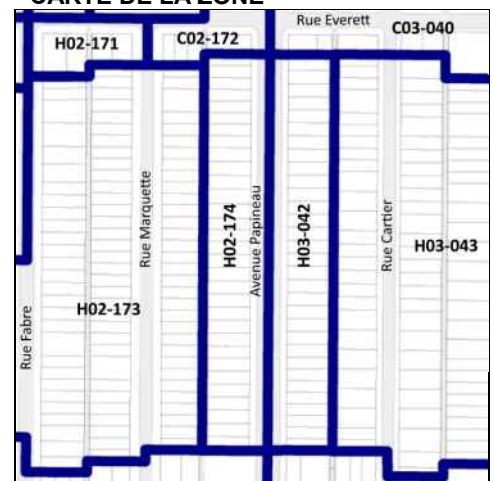 CARTE DE LA ZONE
Rue Everett
C03-040
H02-171
C02-172
Rue Marquette
H02-174
Avenue Papineau
H03-042
Rue Cartier
H03-043
H02-173
Rue Fabre